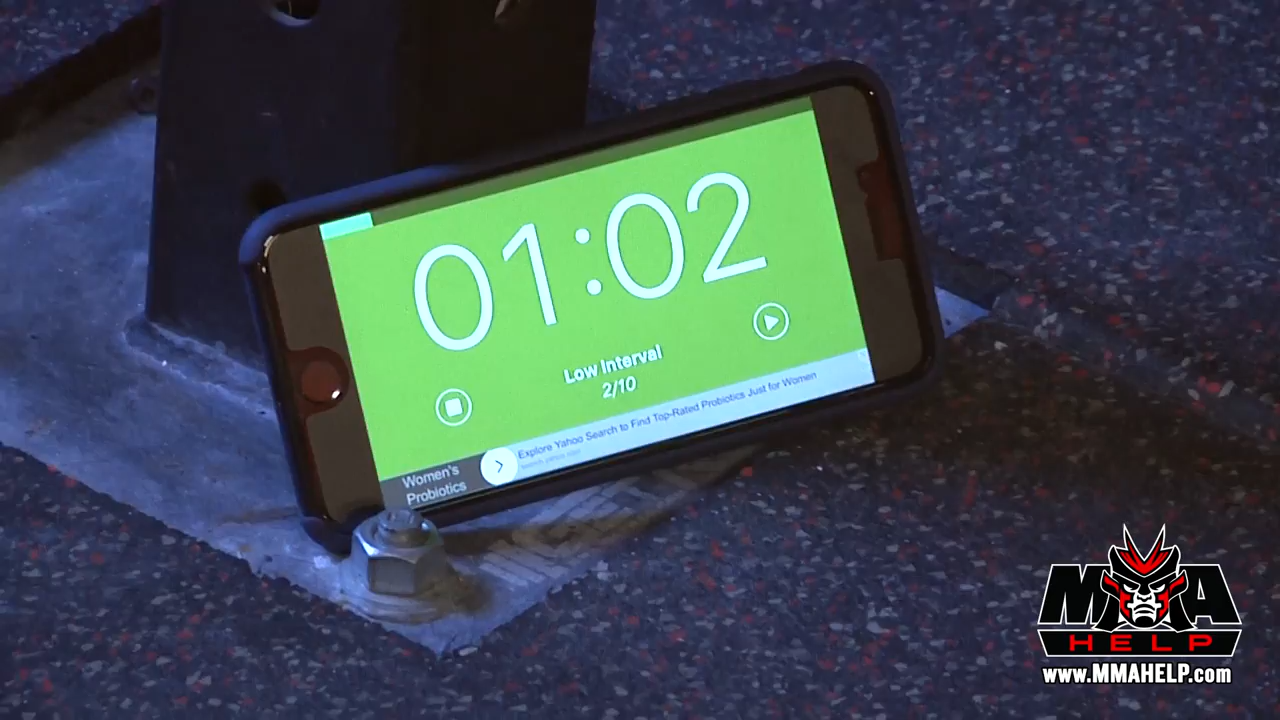 01:02
Low Interval
2/10
Explore Yahoo Search to Find Top-Rated Probiotics Just for Women
Women's
Probiotics
MMA
HELP
www.MMAHELP.com